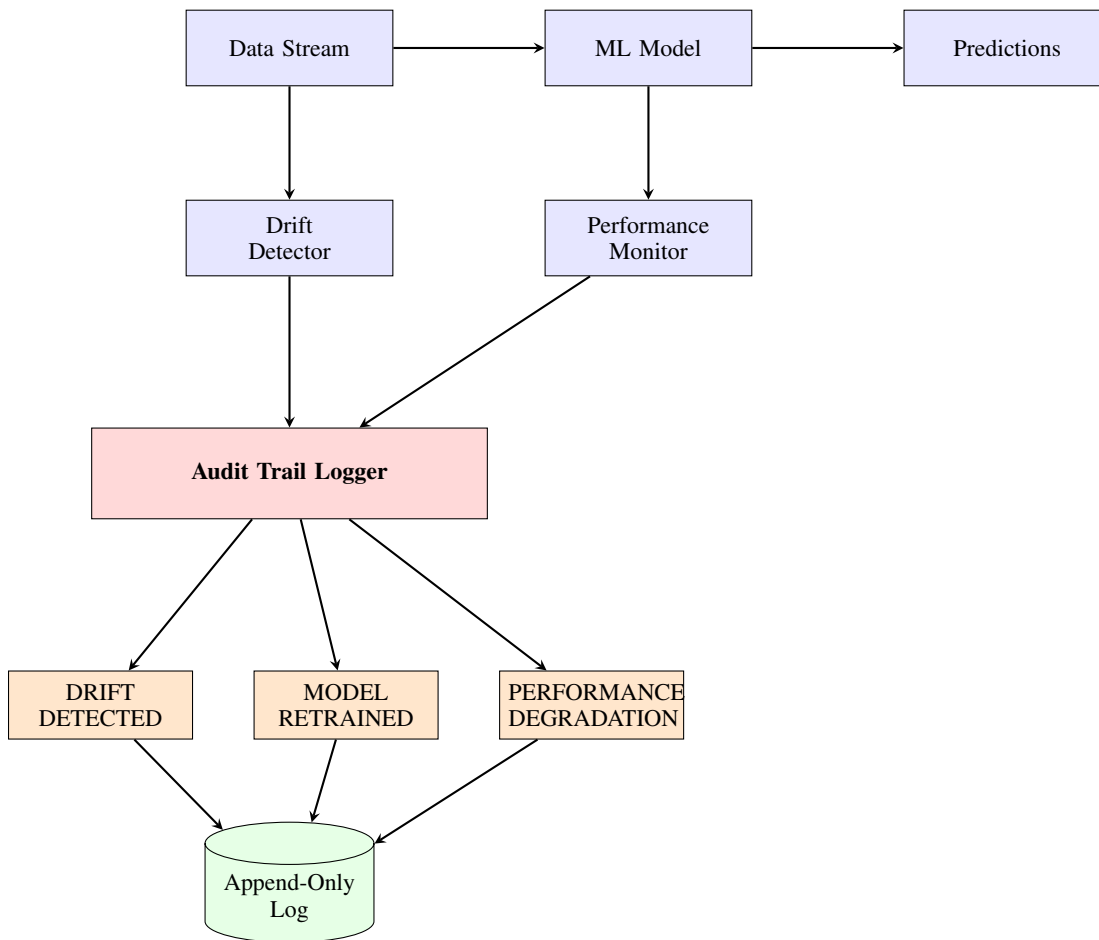 Data Stream
ML Model
Predictions
Drift
Detector
Performance
Monitor
Audit Trail Logger
DRIFT
DETECTED
MODEL
RETRAINED
PERFORMANCE
DEGRADATION
Append-Only
Log